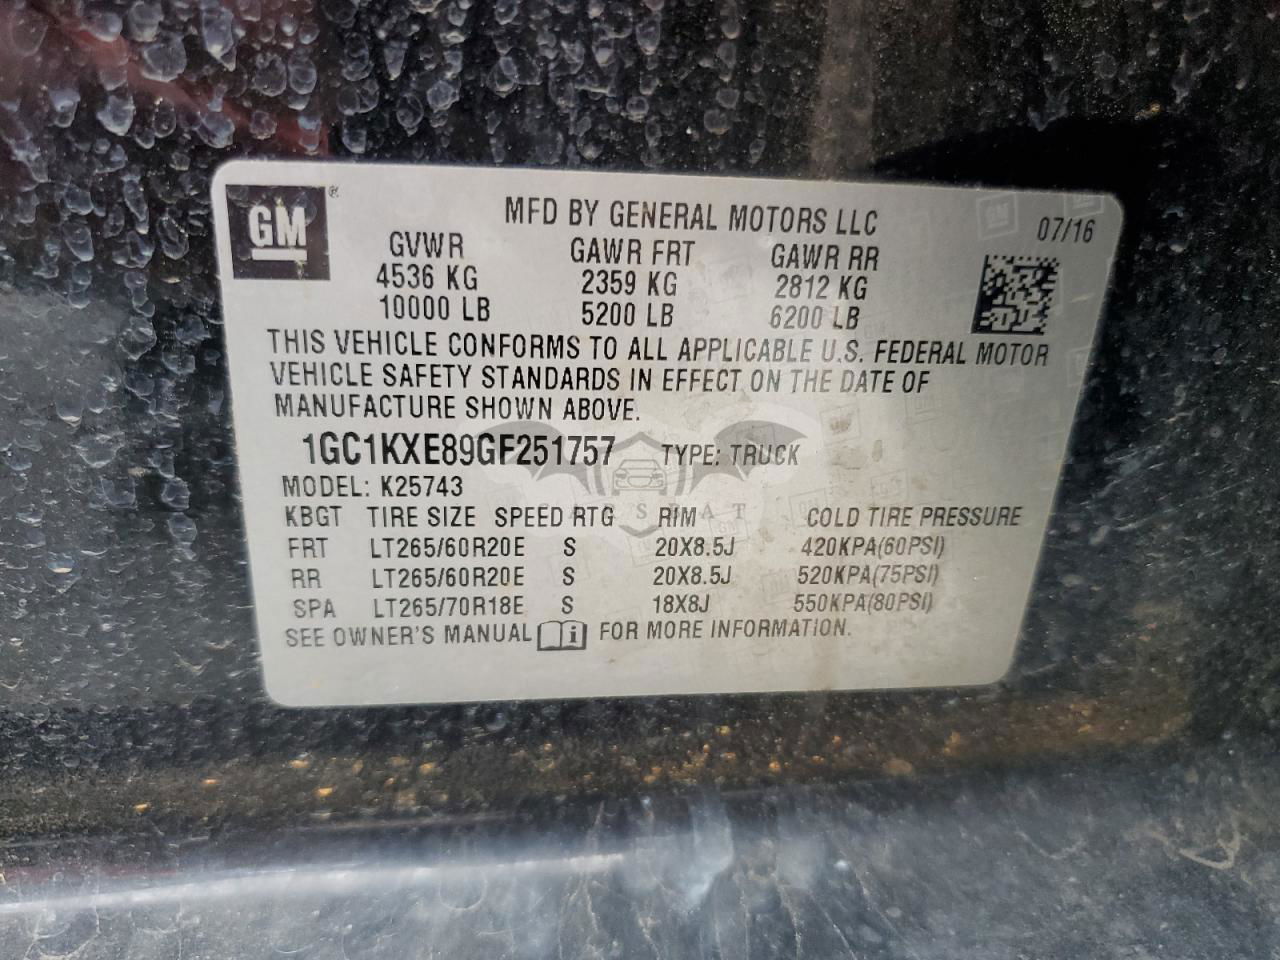 GM ®
MFD BY GENERAL MOTORS LLC 07/16
GVWR GAWR FRT GAWR RR
4536 KG 2359 KG 2812 KG
10000 LB 5200 LB 6200 LB
THIS VEHICLE CONFORMS TO ALL APPLICABLE U.S. FEDERAL MOTOR
VEHICLE SAFETY STANDARDS IN EFFECT ON THE DATE OF
MANUFACTURE SHOWN ABOVE.
1GC1KXE89GF251757 TYPE: TRUCK
MODEL: K25743
KBGT TIRE SIZE SPEED RTG RIM COLD TIRE PRESSURE
FRT LT265/60R20E S 20X8.5J 420KPA(60PSI)
RR LT265/60R20E S 20X8.5J 520KPA(75PSI)
SPA LT265/70R18E S 18X8J 550KPA(80PSI)
SEE OWNER'S MANUAL i FOR MORE INFORMATION.